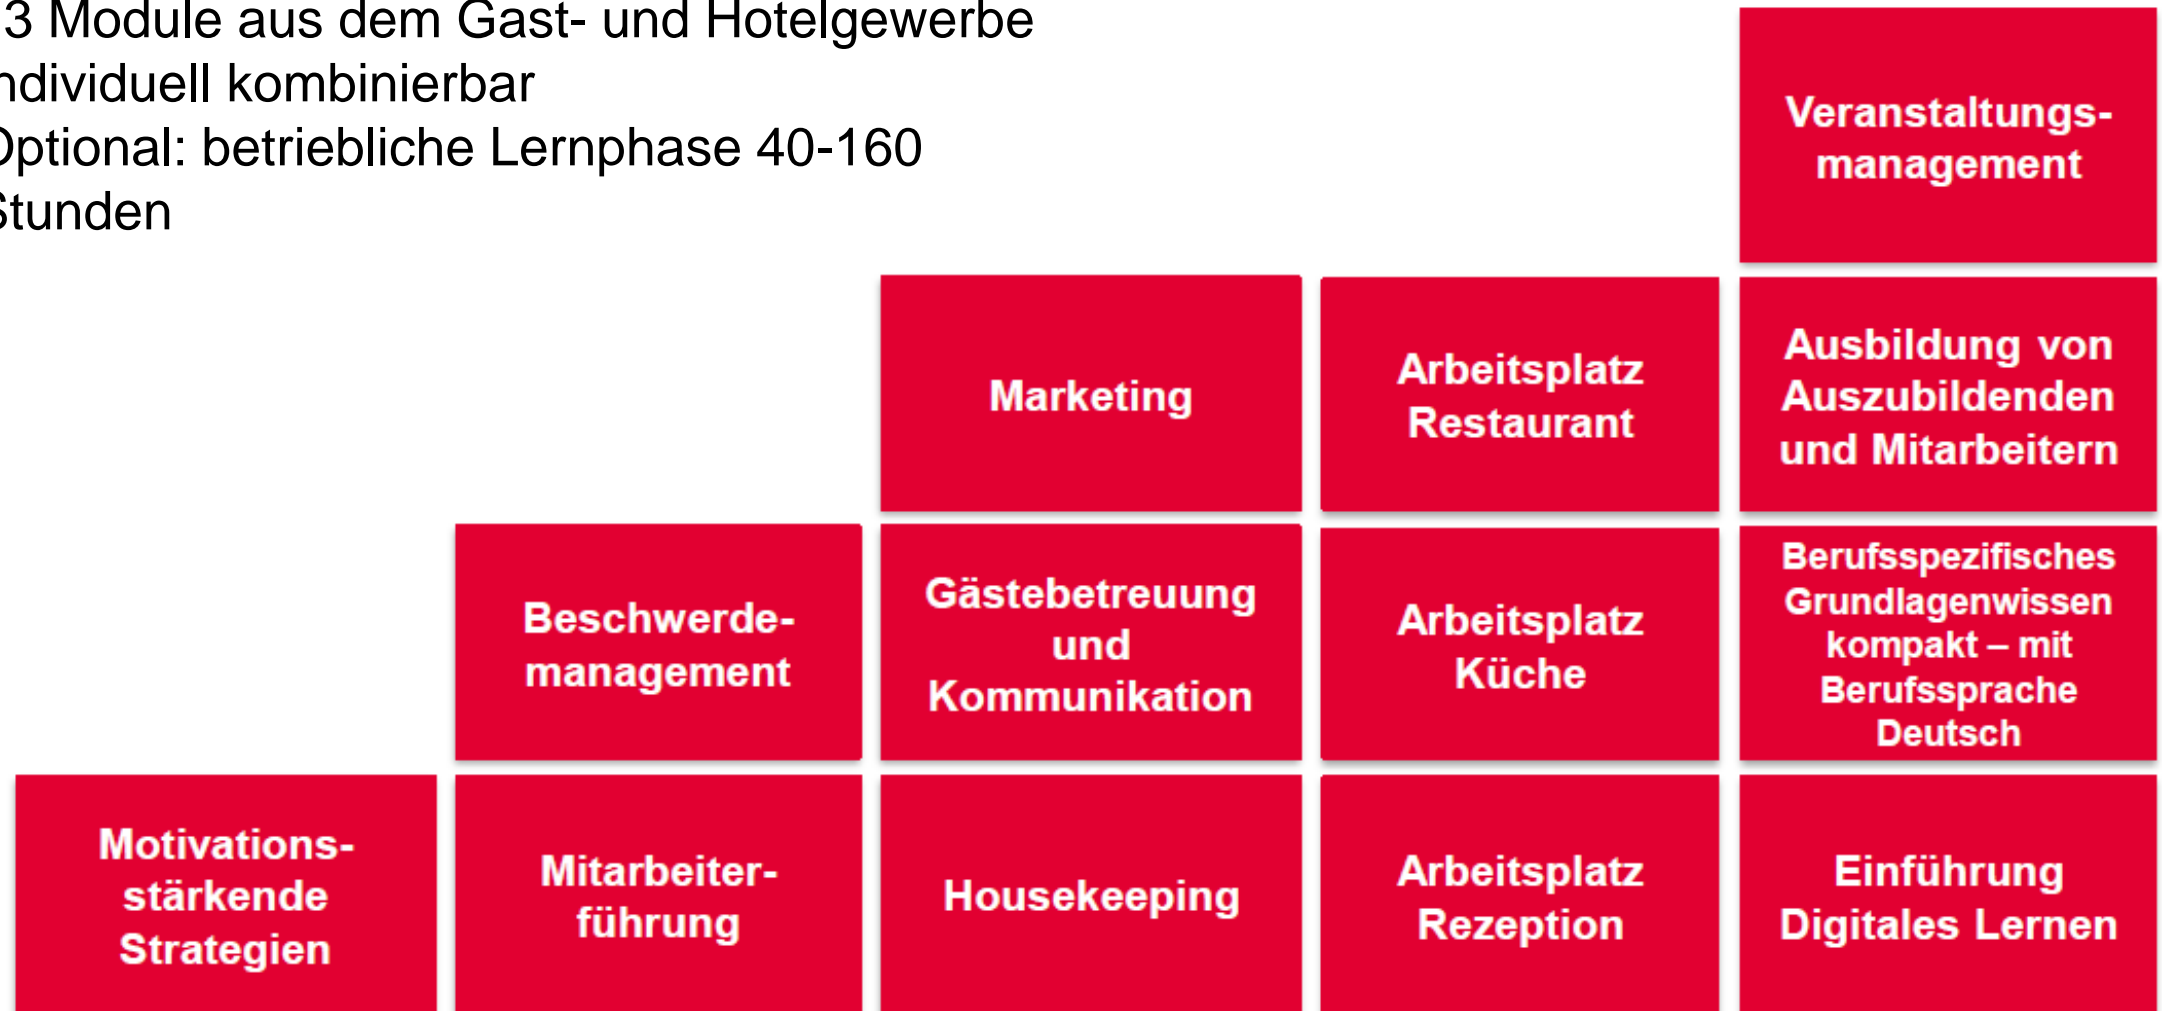 3 Module aus dem Gast- und Hotelgewerbe
ndividuell kombinierbar
Optional: betriebliche Lernphase 40-160
Stunden
Veranstaltungs-
management
Marketing
Arbeitsplatz
Restaurant
Ausbildung von
Auszubildenden
und Mitarbeitern
Beschwerde-
management
Gästebetreuung
und
Kommunikation
Arbeitsplatz
Küche
Berufsspezifisches
Grundlagenwissen
kompakt – mit
Berufssprache
Deutsch
Motivations-
stärkende
Strategien
Mitarbeiter-
führung
Housekeeping
Arbeitsplatz
Rezeption
Einführung
Digitales Lernen